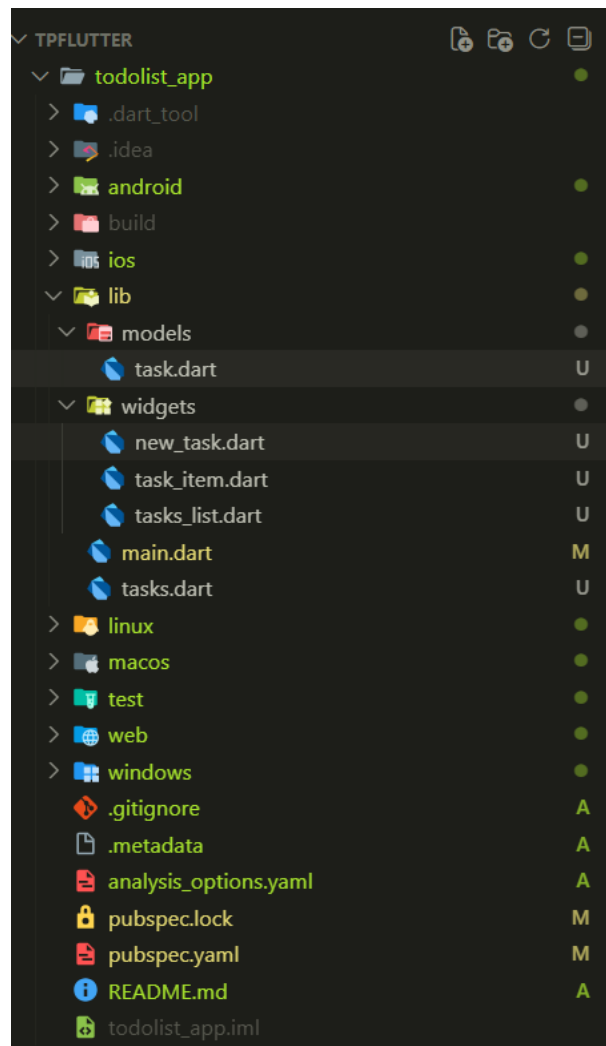 TPFLUTTER
todolist_app
.dart_tool
.idea
android
build
iOS ios
lib
models
task.dart U
widgets
new_task.dart U
task_item.dart U
tasks_list.dart U
main.dart M
tasks.dart U
linux
macos
test
web
windows
.gitignore A
.metadata A
analysis_options.yaml A
pubspec.lock M
pubspec.yaml M
README.md A
todolist_app.iml